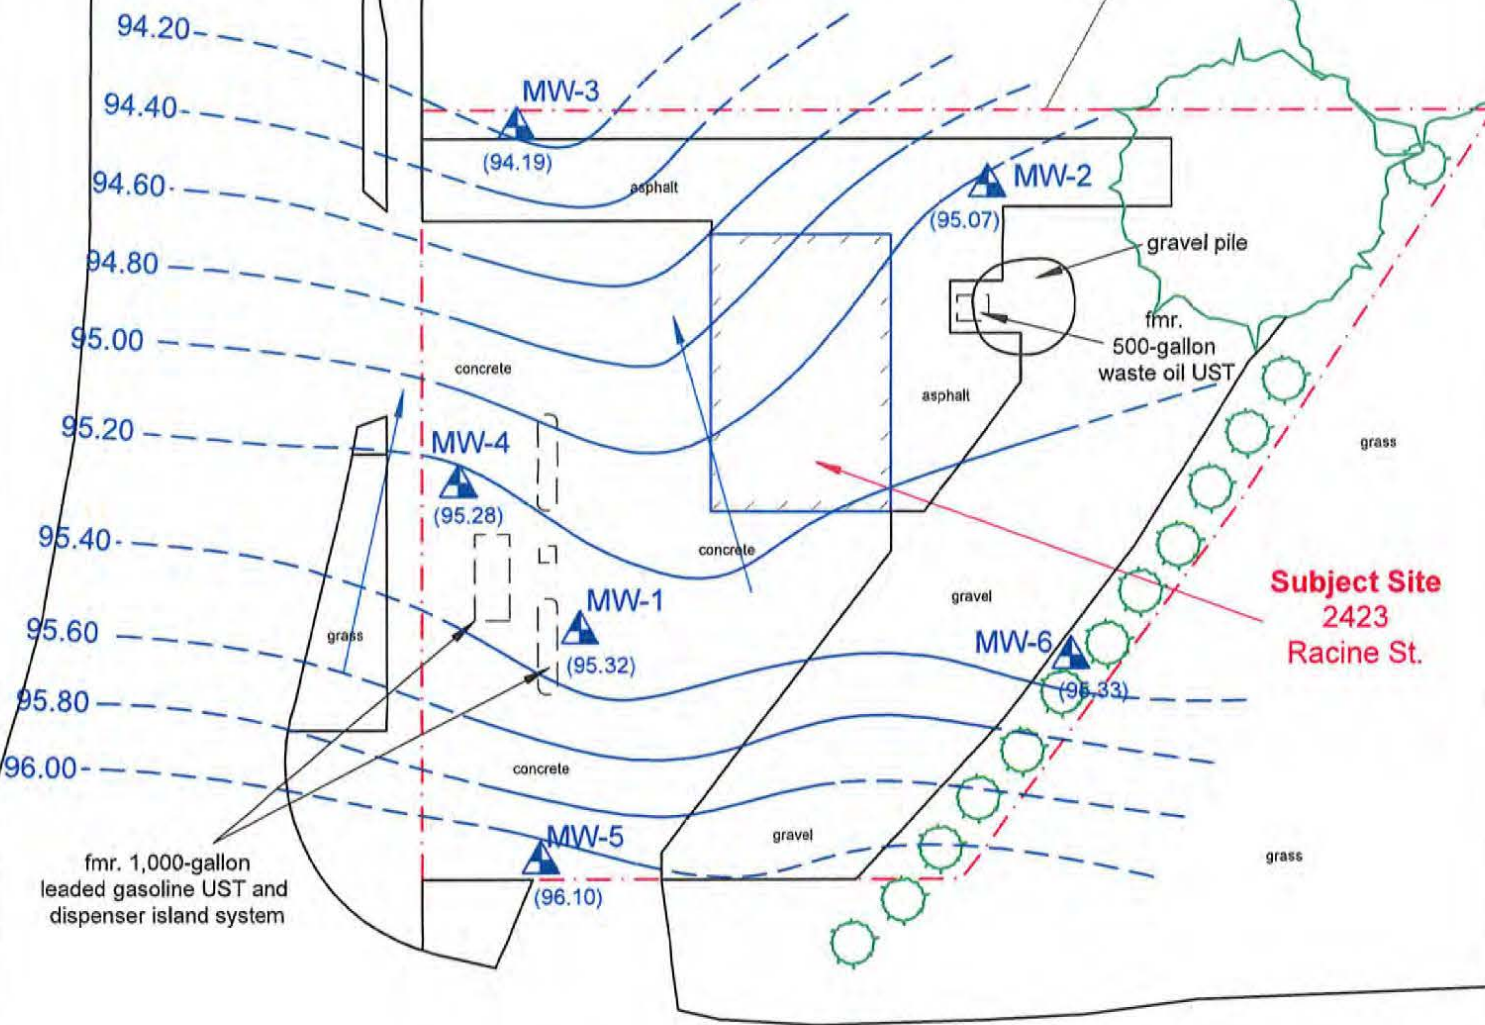 94.20
94.40
94.60
94.80
95.00
95.20
95.40
95.60
95.80
96.00
MW-3
(94.19)
asphalt
MW-2
(95.07)
gravel pile
fmr.
500-gallon
waste oil UST
concrete
asphalt
grass
MW-4
(95.28)
concrete
MW-1
(95.32)
gravel
Subject Site
2423
Racine St.
MW-6
(95.33)
grass
concrete
MW-5
(96.10)
gravel
grass
fmr. 1,000-gallon
leaded gasoline UST and
dispenser island system